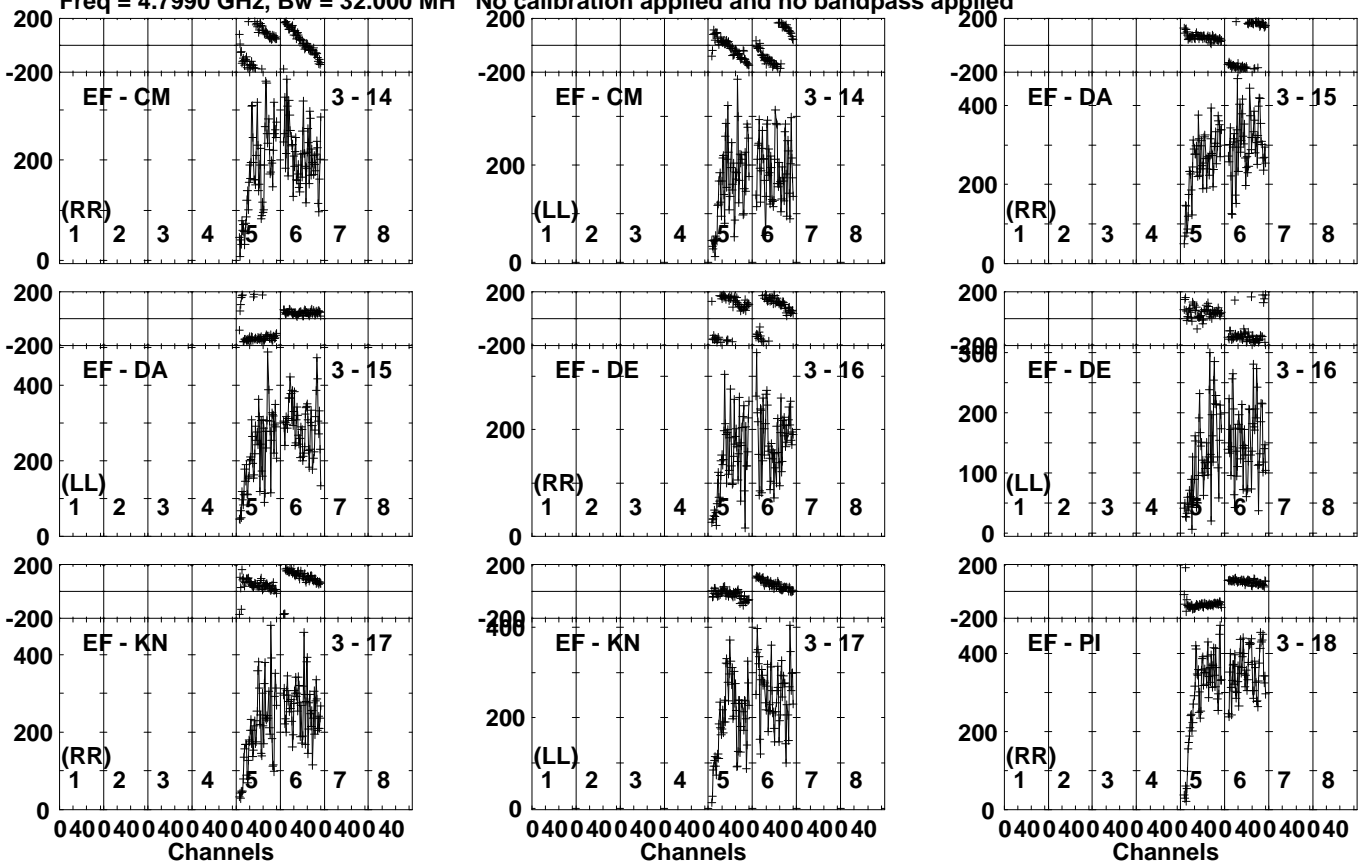 Freq = 4.7990 GHz, Bw = 32.000 MH No calibration applied and no bandpass applied
200 200 200
-200 -200 -200
EF - CM 3 - 14 EF - CM 3 - 14 EF - DA 3 - 15
400
200 200 200
(RR) (LL) (RR)
1 2 3 4 5 6 7 8 1 2 3 4 5 6 7 8 1 2 3 4 5 6 7 8
0 0 0
200 200 200
-200 -200 -200
300
EF - DA 3 - 15 EF - DE 3 - 16 EF - DE 3 - 16
400 200
200 200 100
(LL) (RR) (LL)
1 2 3 4 5 6 7 8 1 2 3 4 5 6 7 8 1 2 3 4 5 6 7 8
0 0 0
200 200 200
-200 -200 -200
400
EF - KN 3 - 17 EF - KN 3 - 17 EF - PI 3 - 18
400 300 400
200 200 200
(RR) (LL) (RR)
100
1 2 3 4 5 6 7 8 1 2 3 4 5 6 7 8 1 2 3 4 5 6 7 8
0 0 0
0 40 0 40 0 40 0 40 0 40 0 40 0 40 0 40 0 40 0 40 0 40 0 40 0 40 0 40 0 40 0 40 0 40 0 40 0 40 0 40 0 40 0 40 0 40 0 40
Channels Channels Channels